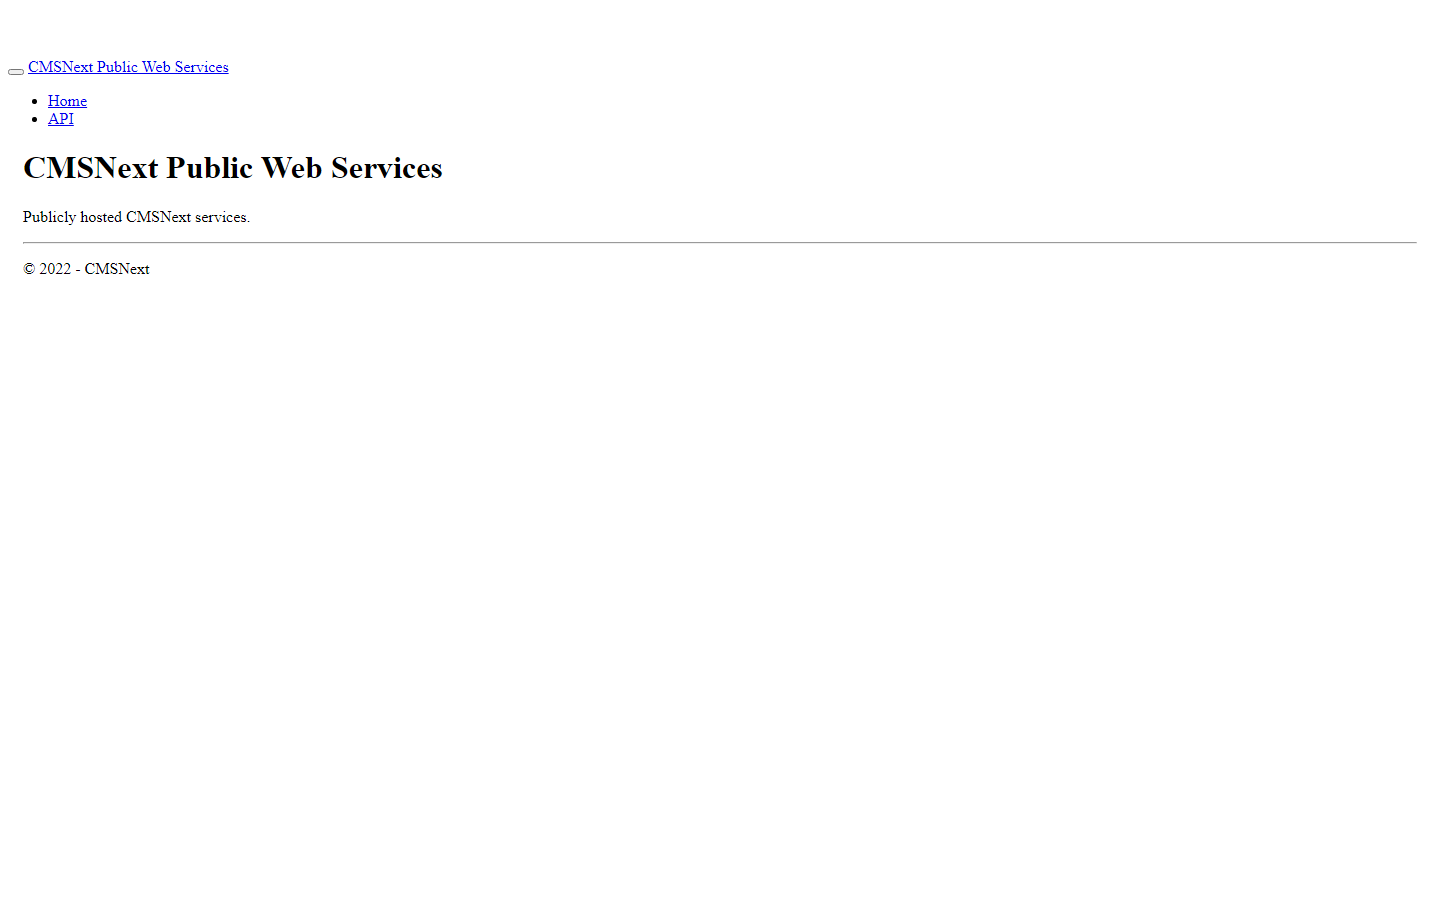 CMSNext Public Web Services
Home
API
CMSNext Public Web Services
Publicly hosted CMSNext services.
© 2022 - CMSNext